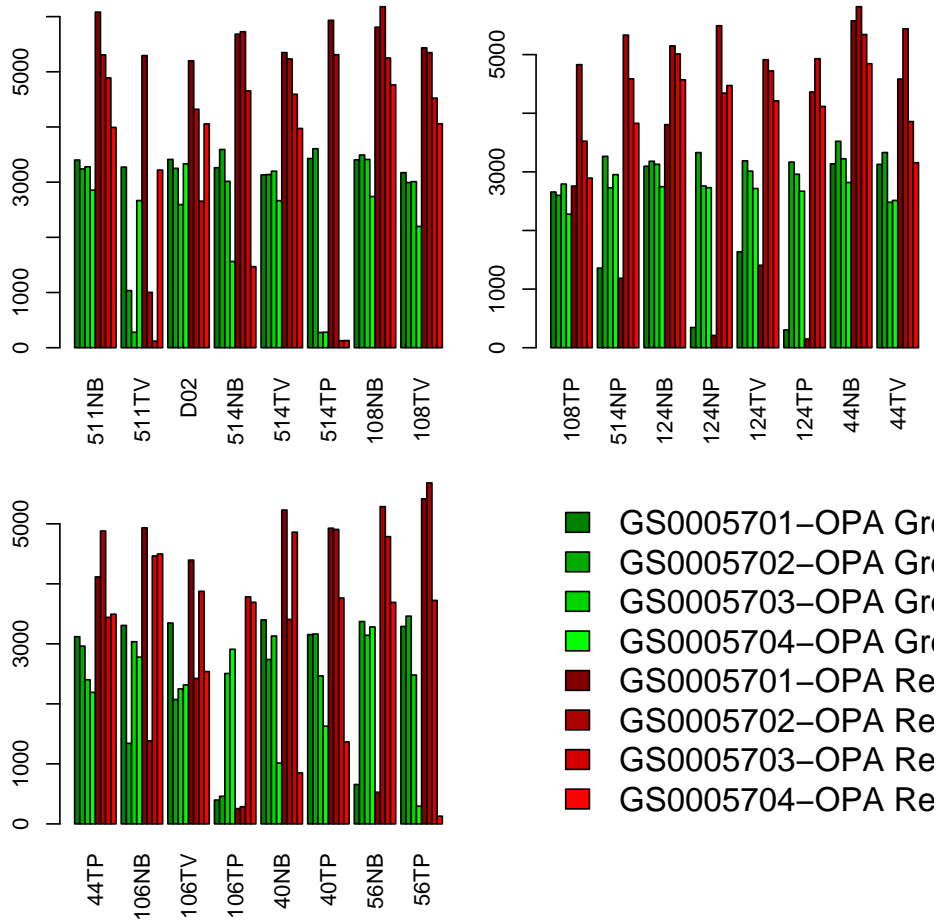 0 1000 3000 5000
511NB 511TV D02 514NB 514TV 514TP 108NB 108TV
0 1000 3000 5000
108TP 514NP 124NB 124NP 124TV 124TP 44NB 44TV
0 1000 3000 5000
44TP 106NB 106TV 106TP 40NB 40TP 56NB 56TP
GS0005701−OPA Gre
GS0005702−OPA Gre
GS0005703−OPA Gre
GS0005704−OPA Gre
GS0005701−OPA Re
GS0005702−OPA Re
GS0005703−OPA Re
GS0005704−OPA Re